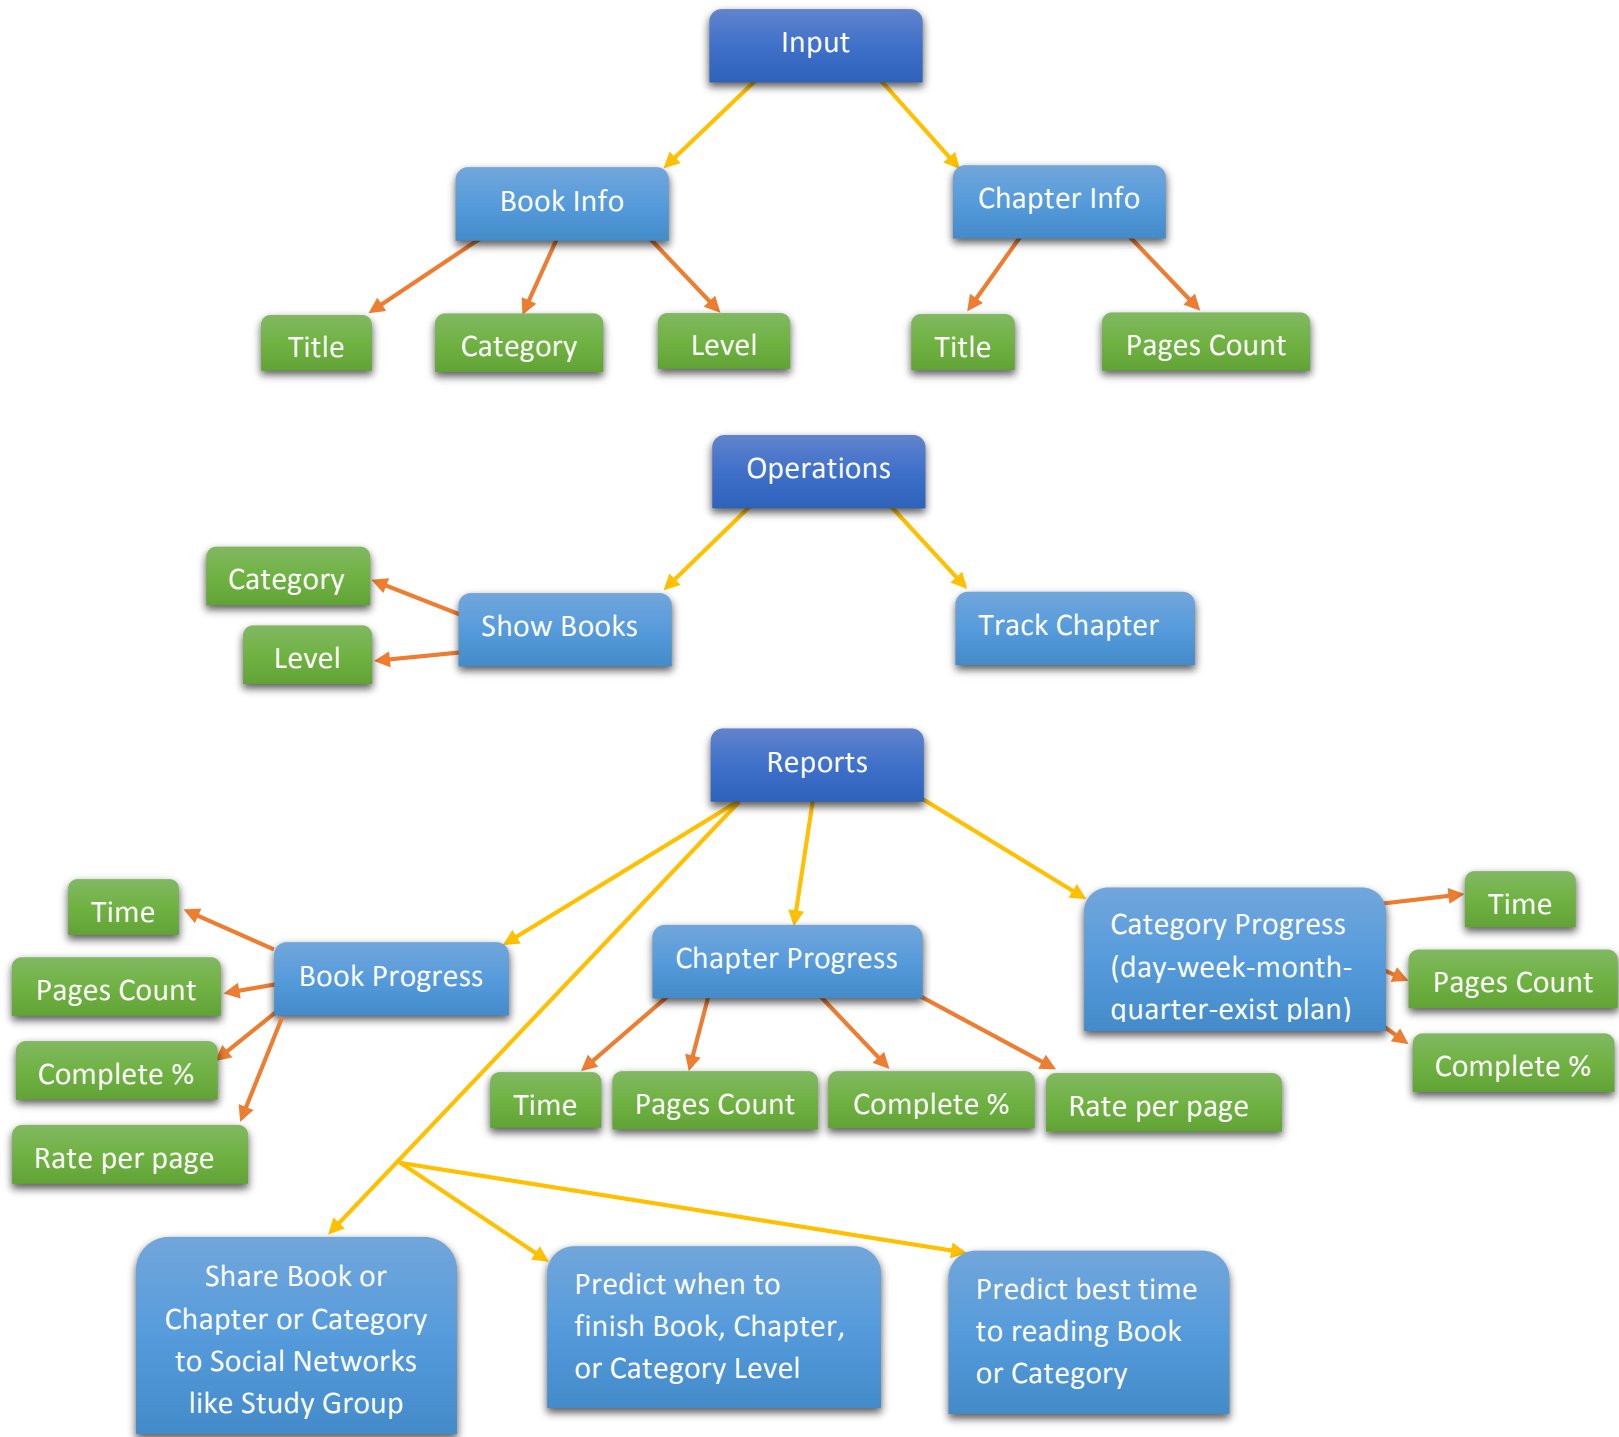 Input
Book Info
Chapter Info
Title
Category
Level
Title
Pages Count
Operations
Category
Level
Show Books
Track Chapter
Reports
Time
Pages Count
Complete %
Rate per page
Book Progress
Chapter Progress
Time
Pages Count
Complete %
Rate per page
Category Progress
(day-week-month-
quarter-exist plan)
Time
Pages Count
Complete %
Share Book or
Chapter or Category
to Social Networks
like Study Group
Predict when to
finish Book, Chapter,
or Category Level
Predict best time
to reading Book
or Category